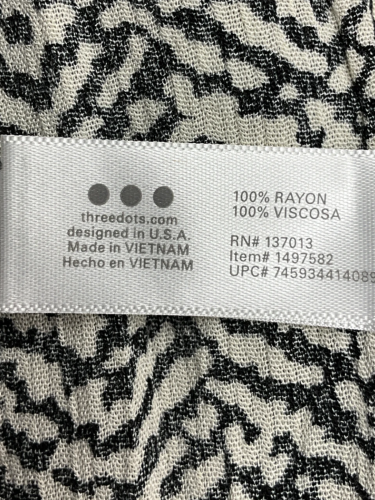 threedots.com
designed in U.S.A.
Made in VIETNAM
Hecho en VIETNAM
100% RAYON
100% VISCOSA
RN# 137013
Item# 1497582
UPC# 745934414089